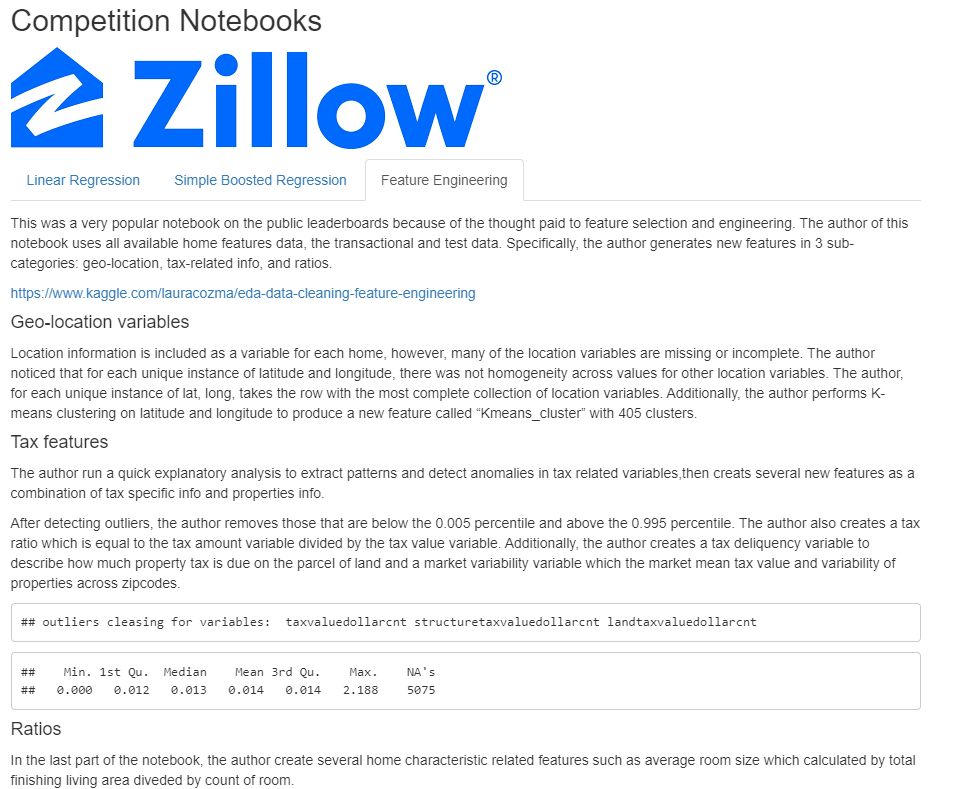 Competition Notebooks
Zillow®
Linear Regression Simple Boosted Regression Feature Engineering
This was a very popular notebook on the public leaderboards because of the thought paid to feature selection and engineering. The author of this
notebook uses all available home features data, the transactional and test data. Specifically, the author generates new features in 3 sub-
categories: geo-location, tax-related info, and ratios.
https://www.kaggle.com/lauracozma/eda-data-cleaning-feature-engineering
Geo-location variables
Location information is included as a variable for each home, however, many of the location variables are missing or incomplete. The author
noticed that for each unique instance of latitude and longitude, there was not homogeneity across values for other location variables. The author,
for each unique instance of lat, long, takes the row with the most complete collection of location variables. Additionally, the author performs K-
means clustering on latitude and longitude to produce a new feature called “Kmeans_cluster” with 405 clusters.
Tax features
The author run a quick explanatory analysis to extract patterns and detect anomalies in tax related variables,then creats several new features as a
combination of tax specific info and properties info.
After detecting outliers, the author removes those that are below the 0.005 percentile and above the 0.995 percentile. The author also creates a tax
ratio which is equal to the tax amount variable divided by the tax value variable. Additionally, the author creates a tax deliquency variable to
describe how much property tax is due on the parcel of land and a market variability variable which the market mean tax value and variability of
properties across zipcodes.
## outliers cleasing for variables:  taxvaluedollarcnt structuretaxvaluedollarcnt landtaxvaluedollarcnt
##    Min. 1st Qu.  Median    Mean 3rd Qu.    Max.    NA's
##   0.000   0.012   0.013   0.014   0.014   2.188    5075
Ratios
In the last part of the notebook, the author create several home characteristic related features such as average room size which calculated by total
finishing living area diveded by count of room.